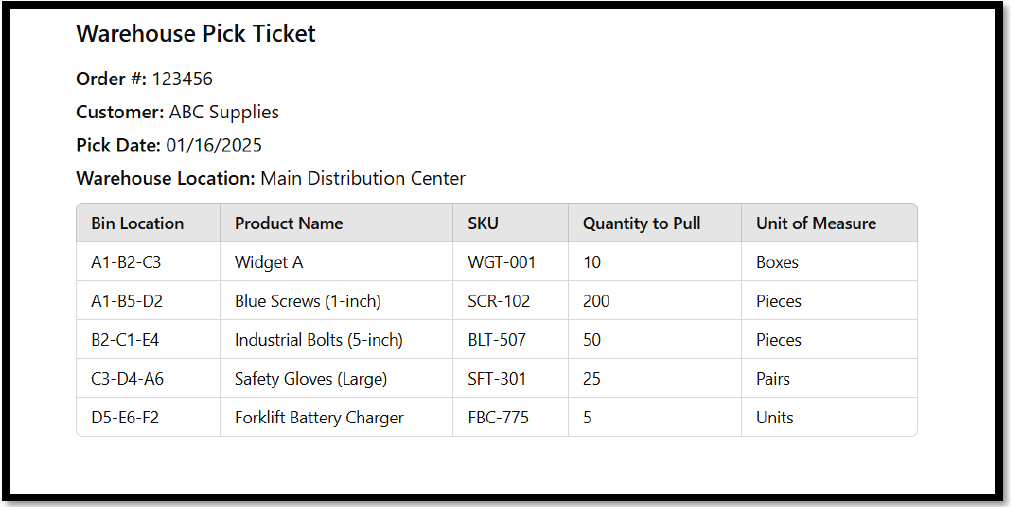 Warehouse Pick Ticket
Order #: 123456
Customer: ABC Supplies
Pick Date: 01/16/2025
Warehouse Location: Main Distribution Center
Bin Location Product Name SKU Quantity to Pull Unit of Measure
A1-B2-C3 Widget A WGT-001 10 Boxes
A1-B5-D2 Blue Screws (1-inch) SCR-102 200 Pieces
B2-C1-E4 Industrial Bolts (5-inch) BLT-507 50 Pieces
C3-D4-A6 Safety Gloves (Large) SFT-301 25 Pairs
D5-E6-F2 Forklift Battery Charger FBC-775 5 Units